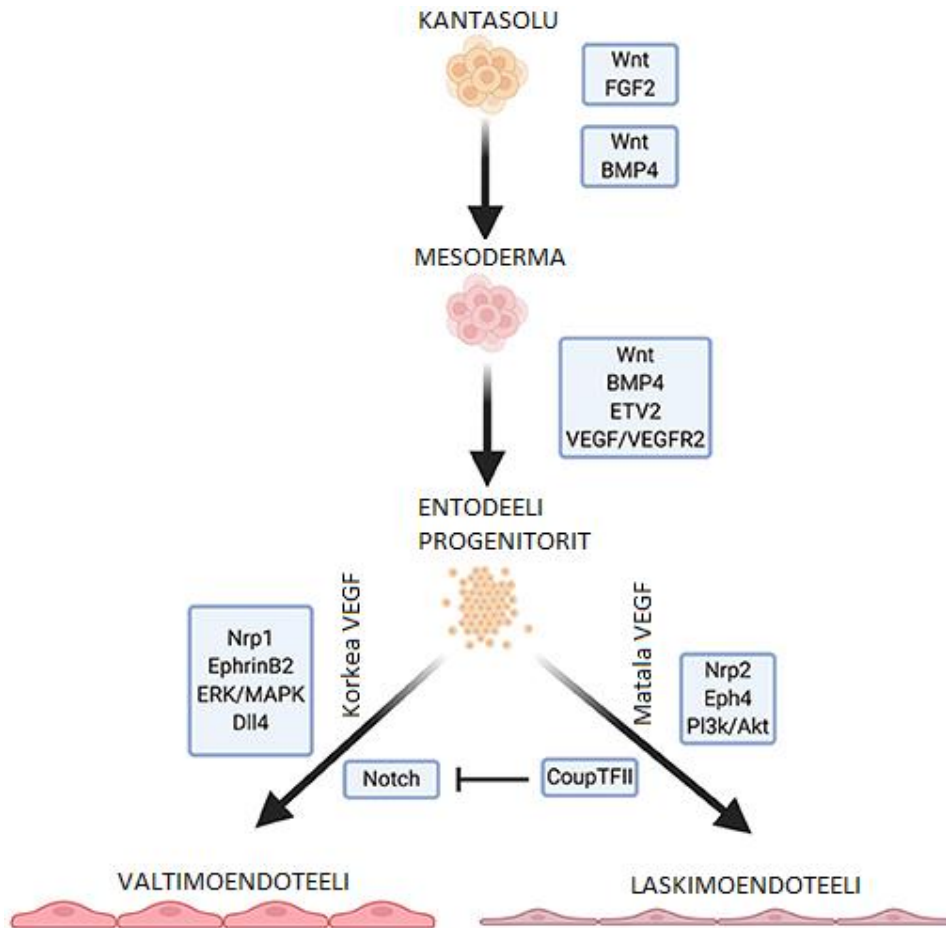 KANTASOLU
Wnt
FGF2
Wnt
BMP4
MESODERMA
Wnt
BMP4
ETV2
VEGF/VEGFR2
ENTODEELI
PROGENITORIT
Korkea VEGF
Matala VEGF
Nrp1
EphrinB2
ERK/MAPK
Dll4
Nrp2
Eph4
PI3k/Akt
Notch
CoupTFII
VALTIMOENDOTEELI
LASKIMOENDOTEELI